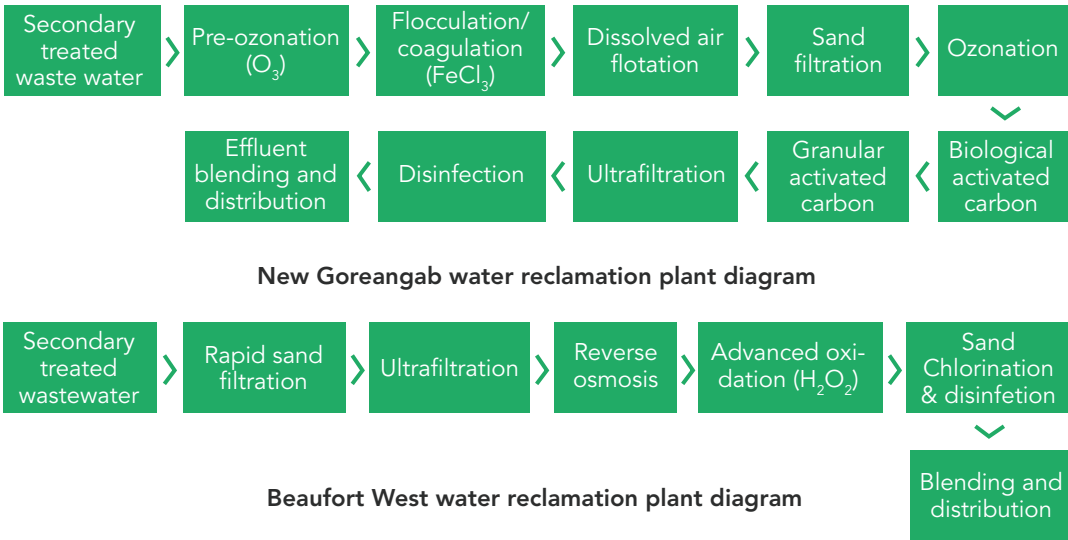 Secondary
treated
waste water
Pre-ozonation
(O₃)
Flocculation/
coagulation
(FeCl₃)
Dissolved air
flotation
Sand
filtration
Ozonation
Biological
activated
carbon
Granular
activated
carbon
Ultrafiltration
Disinfection
Effluent
blending and
distribution
New Goreangab water reclamation plant diagram
Secondary
treated
wastewater
Rapid sand
filtration
Ultrafiltration
Reverse
osmosis
Advanced oxi-
dation (H₂O₂)
Sand
Chlorination
& disinfetion
Blending and
distribution
Beaufort West water reclamation plant diagram